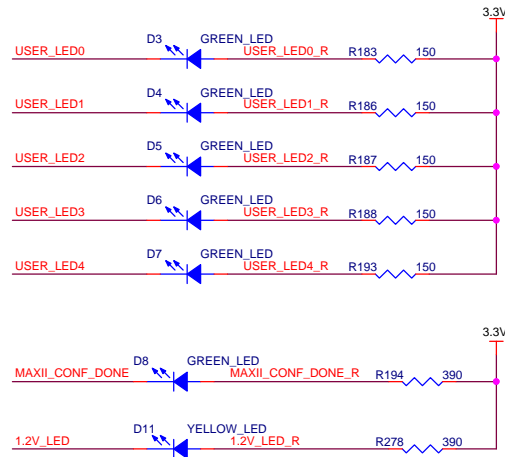 3.3V
D3 GREEN_LED
USER_LED0 USER_LED0_R R183 150
D4 GREEN_LED
USER_LED1 USER_LED1_R R186 150
D5 GREEN_LED
USER_LED2 USER_LED2_R R187 150
D6 GREEN_LED
USER_LED3 USER_LED3_R R188 150
D7 GREEN_LED
USER_LED4 USER_LED4_R R193 150
3.3V
D8 GREEN_LED
MAXII_CONF_DONE MAXII_CONF_DONE_R R194 390
D11 YELLOW_LED
1.2V_LED 1.2V_LED_R R278 390